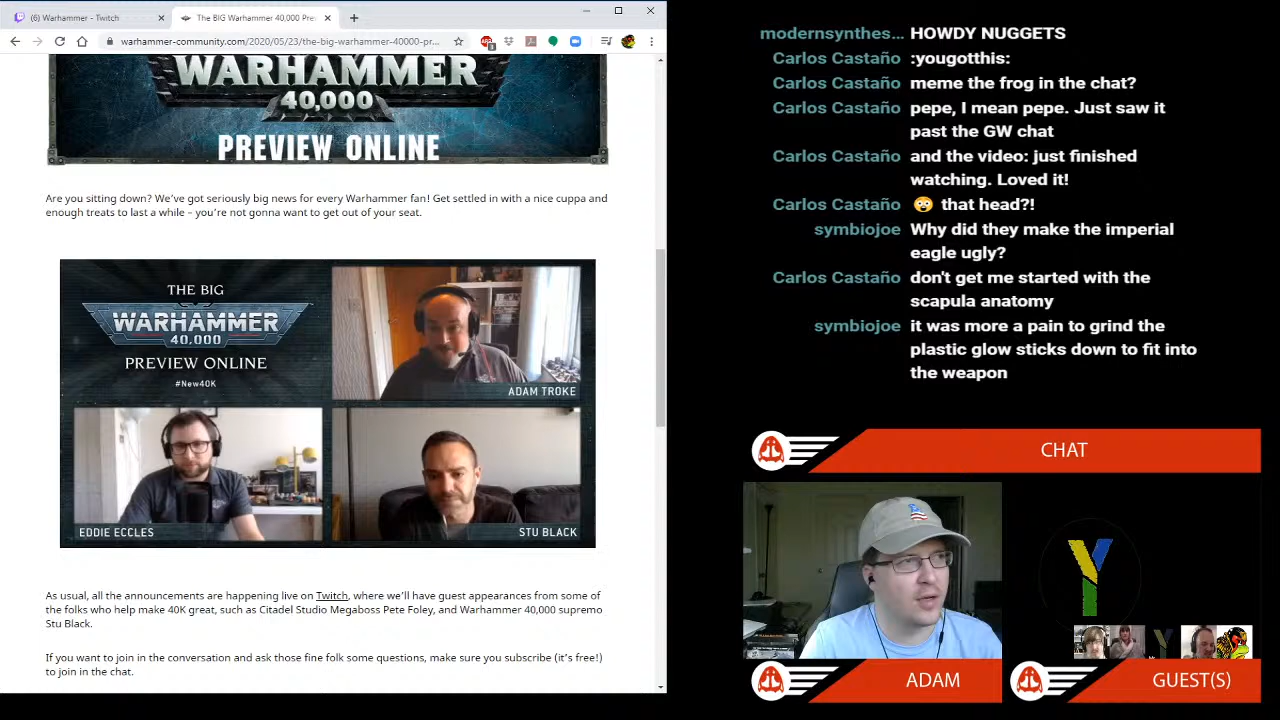 (6) Warhammer - Twitch
The BIG Warhammer 40,000 Pre
warhammer-community.com/2020/05/23/the-big-warhammer-40000-pr...
WARHAMMER
40,000
PREVIEW ONLINE
Are you sitting down? We've got seriously big news for every Warhammer fan! Get settled in with a nice cuppa and
enough treats to last a while – you're not gonna want to get out of your seat.
THE BIG
WARHAMMER
40,000
PREVIEW ONLINE
#New40K
ADAM TROKE
EDDIE ECCLES
STU BLACK
As usual, all the announcements are happening live on Twitch, where we'll have guest appearances from some of
the folks who help make 40K great, such as Citadel Studio Megaboss Pete Foley, and Warhammer 40,000 supremo
Stu Black.
If you want to join in the conversation and ask those fine folk some questions, make sure you subscribe (it's free!)
to join in the chat.
modernsynthes... HOWDY NUGGETS
Carlos Castaño :yougotthis:
Carlos Castaño meme the frog in the chat?
Carlos Castaño pepe, I mean pepe. Just saw it
past the GW chat
Carlos Castaño and the video: just finished
watching. Loved it!
Carlos Castaño 😳 that head?!
symbiojoe Why did they make the imperial
eagle ugly?
Carlos Castaño don't get me started with the
scapula anatomy
symbiojoe it was more a pain to grind the
plastic glow sticks down to fit into
the weapon
CHAT
Y
ADAM
GUEST(S)